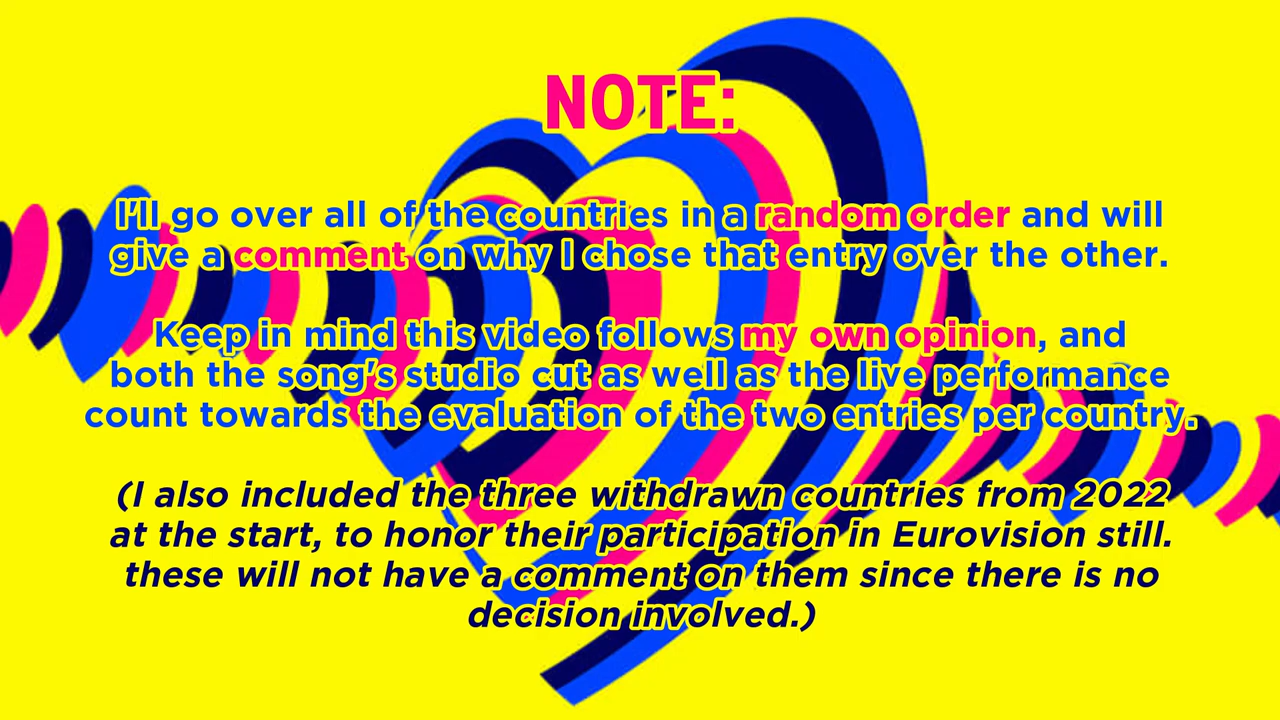 NOTE:
I'll go over all of the countries in a random order and will
give a comment on why I chose that entry over the other.
Keep in mind this video follows my own opinion, and
both the song's studio cut as well as the live performance
count towards the evaluation of the two entries per country.
(I also included the three withdrawn countries from 2022
at the start, to honor their participation in Eurovision still.
these will not have a comment on them since there is no
decision involved.)